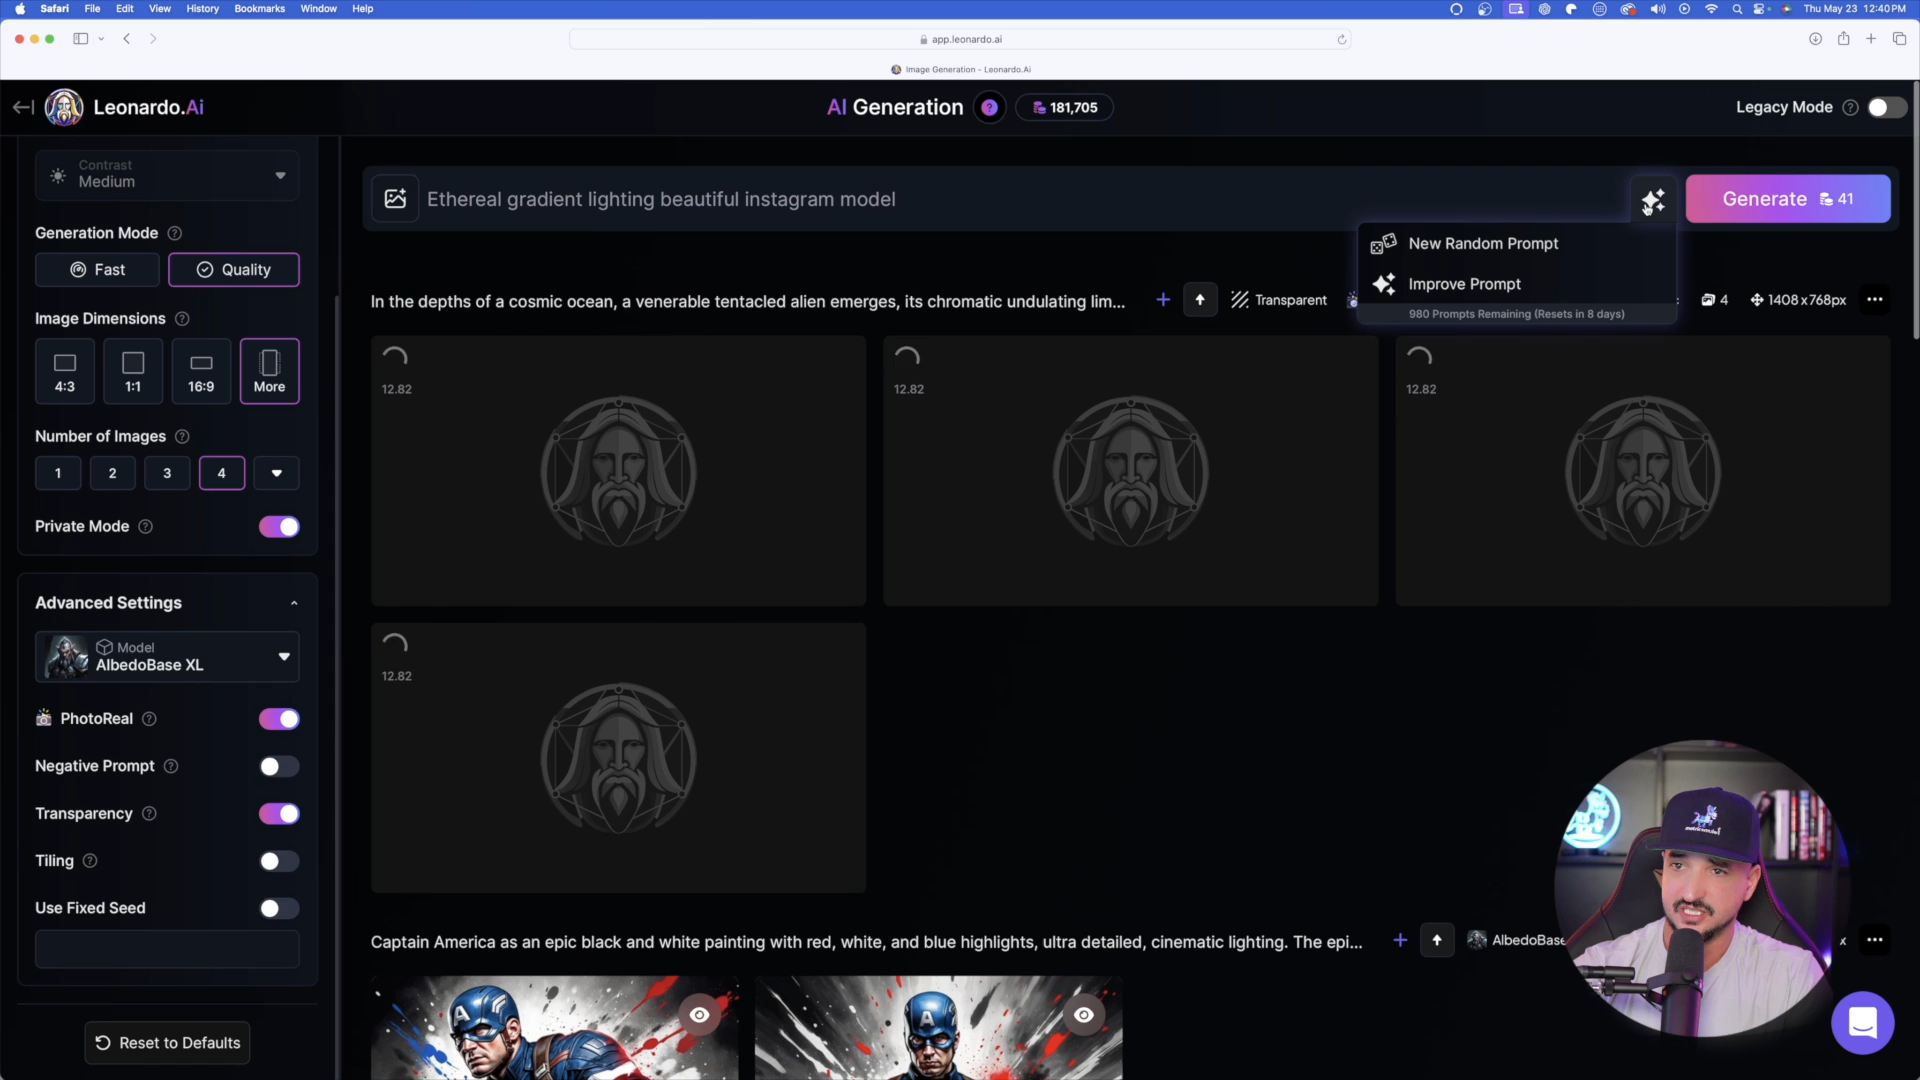 Safari File Edit View History Bookmarks Window Help
Thu May 23 12:40 PM
app.leonardo.ai
Image Generation - Leonardo.Ai
Leonardo.Ai
AI Generation
181,705
Legacy Mode
Contrast
Medium
Generation Mode
Fast
Quality
Image Dimensions
4:3
1:1
16:9
More
Number of Images
1
2
3
4
Private Mode
Advanced Settings
Model
AlbedoBase XL
PhotoReal
Negative Prompt
Transparency
Tiling
Use Fixed Seed
Reset to Defaults
Ethereal gradient lighting beautiful instagram model
Generate 41
New Random Prompt
Improve Prompt
980 Prompts Remaining (Resets in 8 days)
In the depths of a cosmic ocean, a venerable tentacled alien emerges, its chromatic undulating lim...
Transparent
4
1408x768px
12.82
12.82
12.82
12.82
Captain America as an epic black and white painting with red, white, and blue highlights, ultra detailed, cinematic lighting. The epi...
AlbedoBase
x
A
A